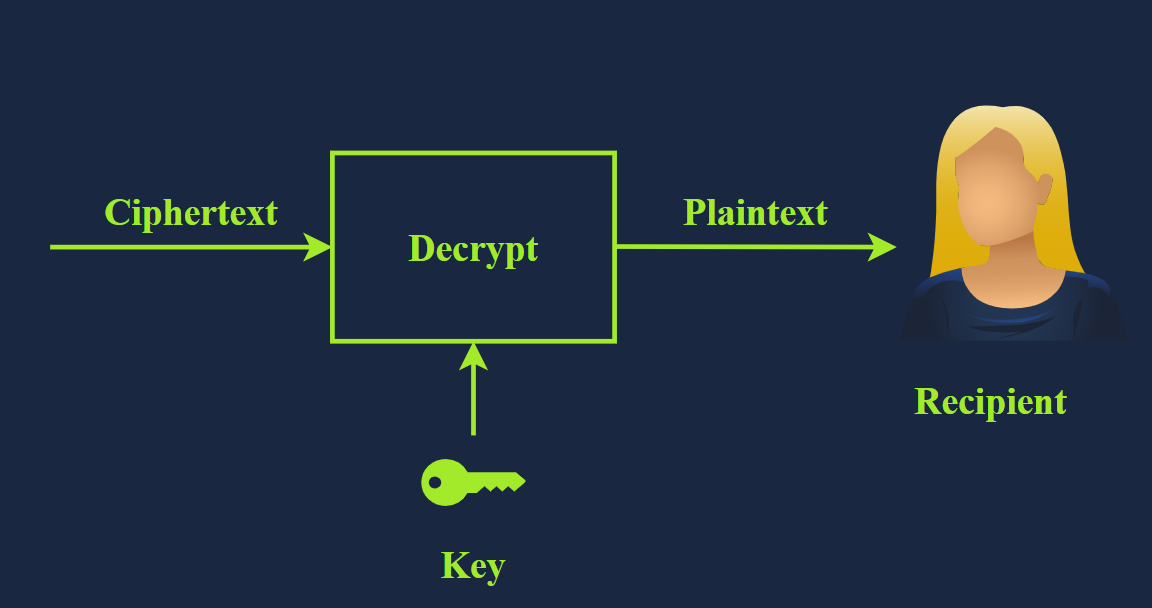 Ciphertext
Decrypt
Plaintext
Recipient
Key